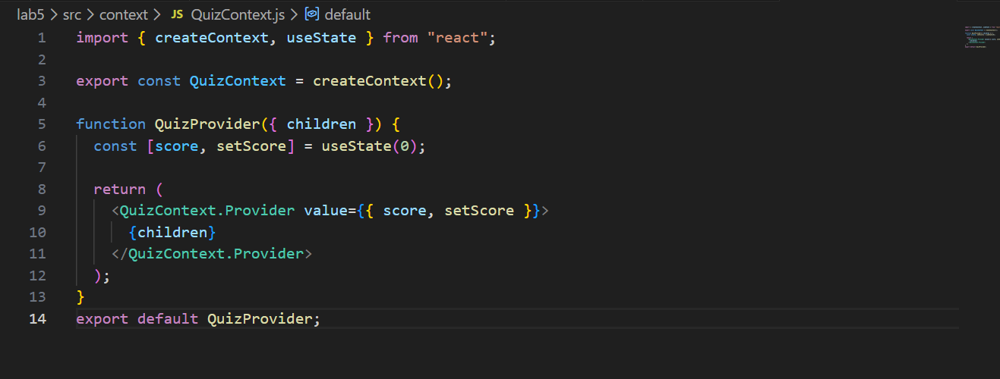 lab5 > src > context > JS QuizContext.js > default
1 import { createContext, useState } from "react";
2
3 export const QuizContext = createContext();
4
5 function QuizProvider({ children }) {
6   const [score, setScore] = useState(0);
7
8   return (
9     <QuizContext.Provider value={{ score, setScore }}>
10       {children}
11     </QuizContext.Provider>
12   );
13 }
14 export default QuizProvider;